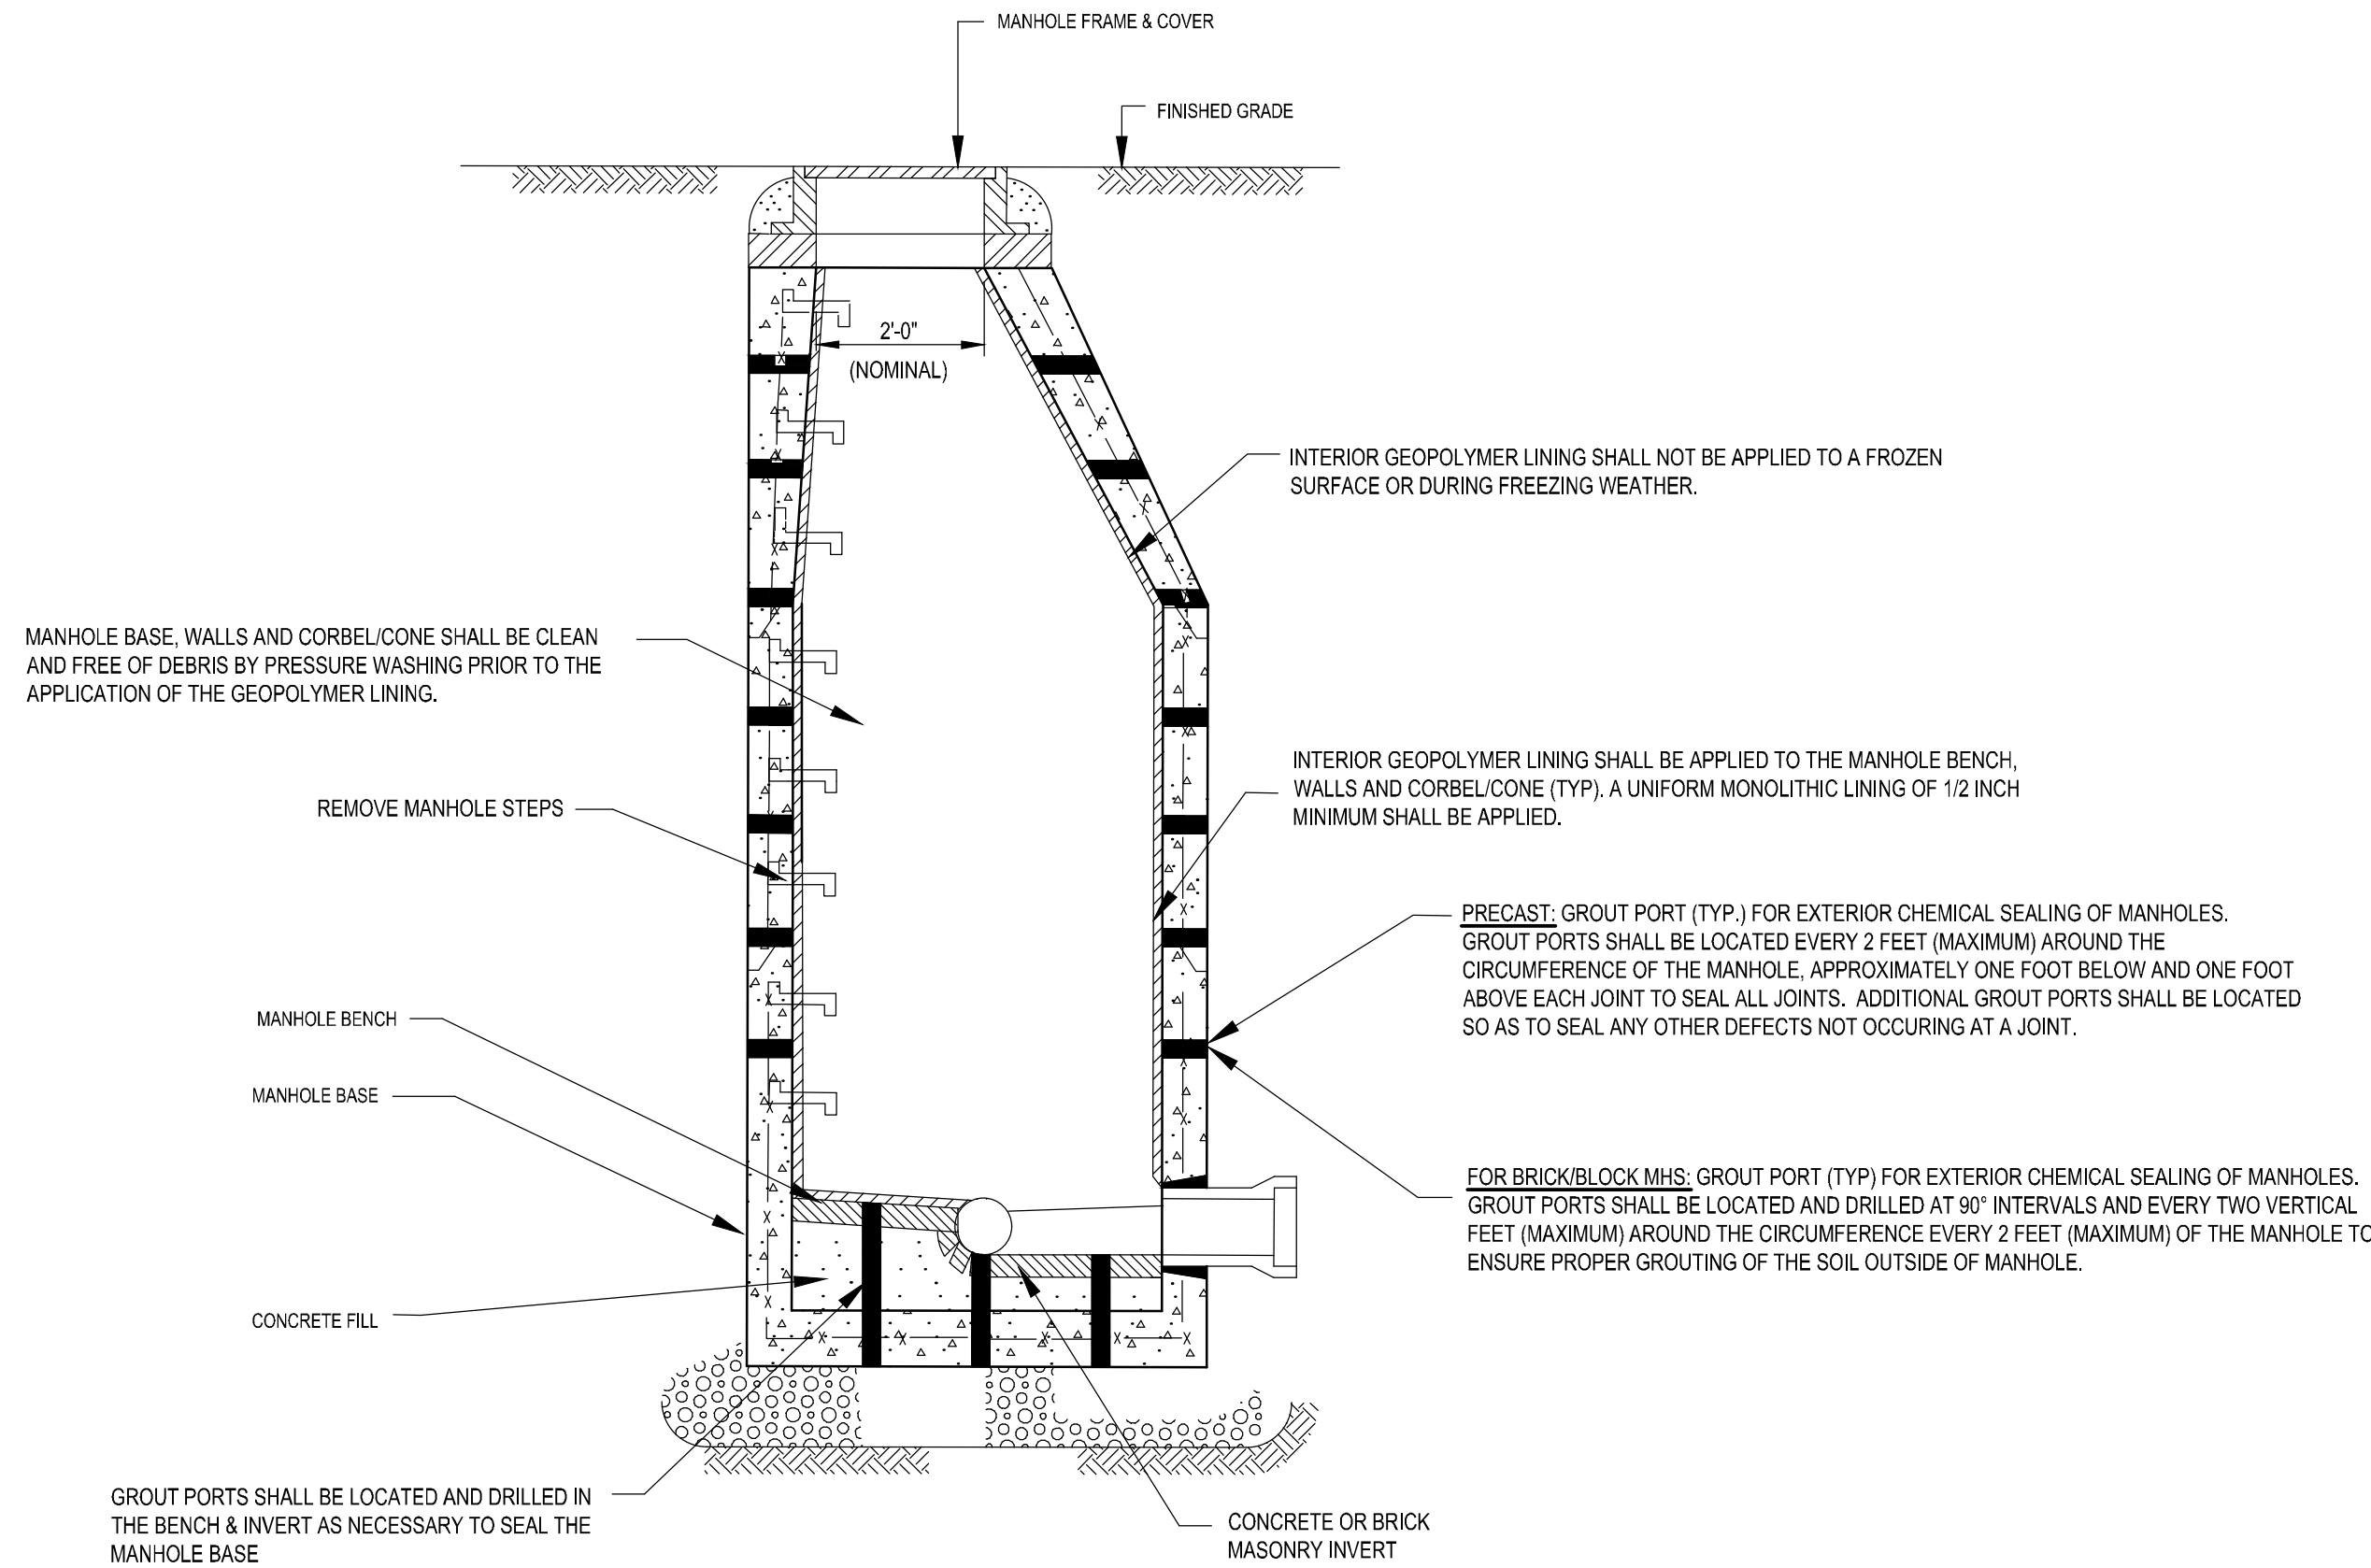 MANHOLE FRAME & COVER
FINISHED GRADE
2'-0"
(NOMINAL)
INTERIOR GEOPOLYMER LINING SHALL NOT BE APPLIED TO A FROZEN
SURFACE OR DURING FREEZING WEATHER.
MANHOLE BASE, WALLS AND CORBEL/CONE SHALL BE CLEAN
AND FREE OF DEBRIS BY PRESSURE WASHING PRIOR TO THE
APPLICATION OF THE GEOPOLYMER LINING.
INTERIOR GEOPOLYMER LINING SHALL BE APPLIED TO THE MANHOLE BENCH,
WALLS AND CORBEL/CONE (TYP). A UNIFORM MONOLITHIC LINING OF 1/2 INCH
MINIMUM SHALL BE APPLIED.
REMOVE MANHOLE STEPS
PRECAST: GROUT PORT (TYP.) FOR EXTERIOR CHEMICAL SEALING OF MANHOLES.
GROUT PORTS SHALL BE LOCATED EVERY 2 FEET (MAXIMUM) AROUND THE
CIRCUMFERENCE OF THE MANHOLE, APPROXIMATELY ONE FOOT BELOW AND ONE FOOT
ABOVE EACH JOINT TO SEAL ALL JOINTS. ADDITIONAL GROUT PORTS SHALL BE LOCATED
SO AS TO SEAL ANY OTHER DEFECTS NOT OCCURING AT A JOINT.
MANHOLE BENCH
MANHOLE BASE
FOR BRICK/BLOCK MHS: GROUT PORT (TYP) FOR EXTERIOR CHEMICAL SEALING OF MANHOLES.
GROUT PORTS SHALL BE LOCATED AND DRILLED AT 90° INTERVALS AND EVERY TWO VERTICAL
FEET (MAXIMUM) AROUND THE CIRCUMFERENCE EVERY 2 FEET (MAXIMUM) OF THE MANHOLE TO
ENSURE PROPER GROUTING OF THE SOIL OUTSIDE OF MANHOLE.
CONCRETE FILL
GROUT PORTS SHALL BE LOCATED AND DRILLED IN
THE BENCH & INVERT AS NECESSARY TO SEAL THE
MANHOLE BASE
CONCRETE OR BRICK
MASONRY INVERT